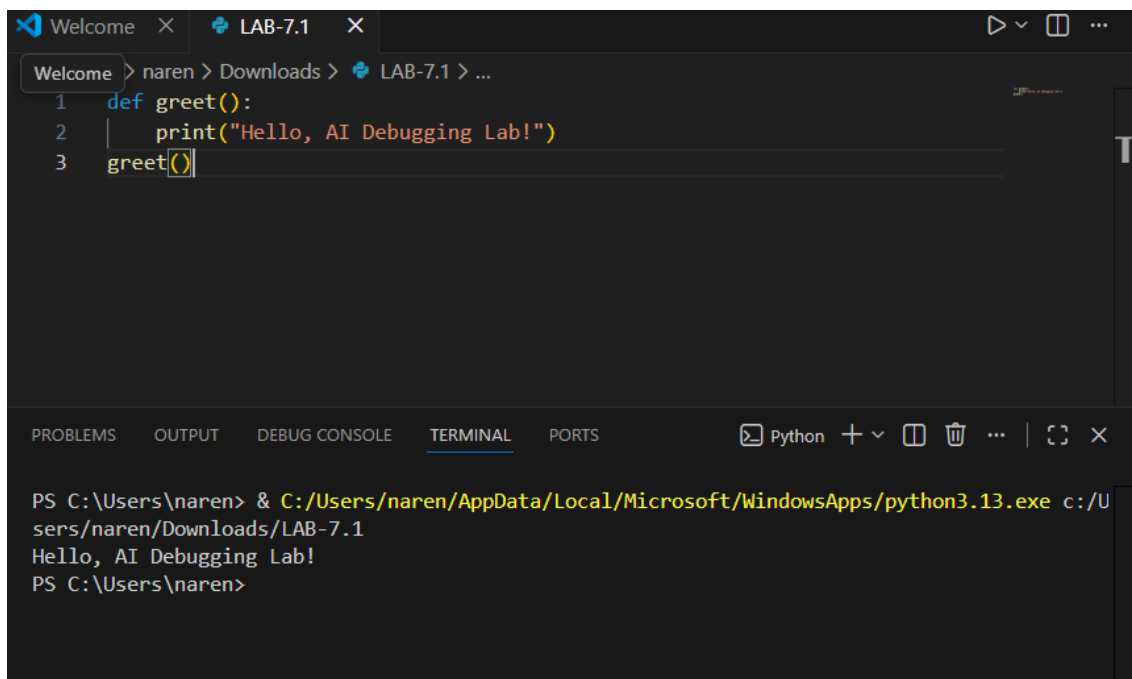 Welcome
LAB-7.1
Welcome > naren > Downloads > LAB-7.1 > ...
1 def greet():
2     print("Hello, AI Debugging Lab!")
3 greet()
PROBLEMS OUTPUT DEBUG CONSOLE TERMINAL PORTS Python
PS C:\Users\naren> & C:/Users/naren/AppData/Local/Microsoft/WindowsApps/python3.13.exe c:/U
sers/naren/Downloads/LAB-7.1
Hello, AI Debugging Lab!
PS C:\Users\naren>